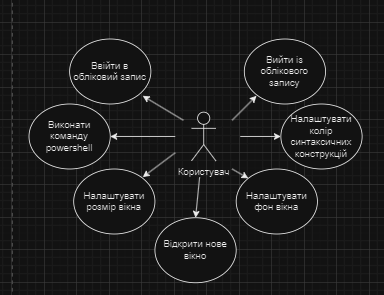 Ввійти в
обліковий запис
Вийти із
облікового
запису
Виконати
команду
powershell
Налаштувати
колір
синтаксичних
конструкцій
Користувач
Налаштувати
розмір вікна
Налаштувати
фон вікна
Відкрити нове
вікно